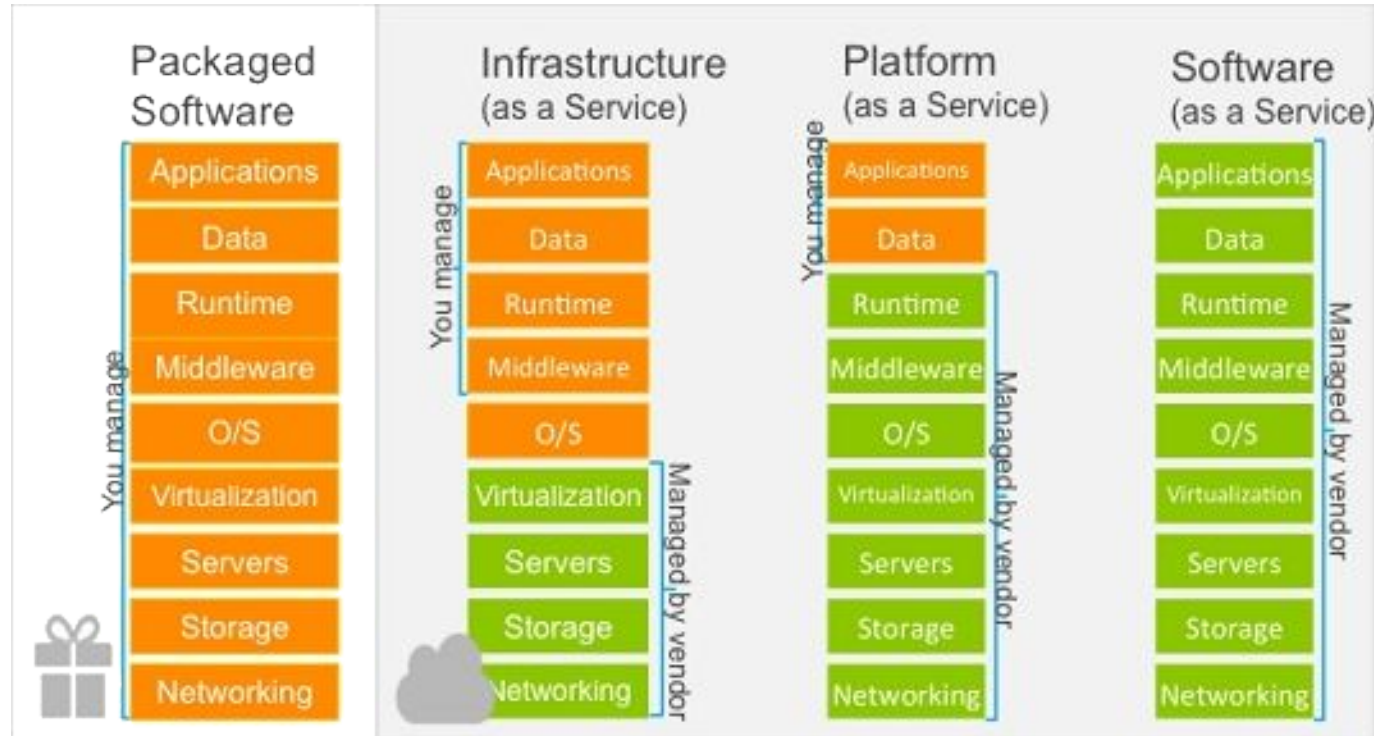 Packaged
Software
You manage
Applications
Data
Runtime
Middleware
O/S
Virtualization
Servers
Storage
Networking
Infrastructure
(as a Service)
You manage
Applications
Data
Runtime
Middleware
O/S
Virtualization
Servers
Storage
Networking
Managed by vendor
Platform
(as a Service)
You manage
Applications
Data
Runtime
Middleware
O/S
Virtualization
Servers
Storage
Networking
Managed by vendor
Software
(as a Service)
Applications
Data
Runtime
Middleware
O/S
Virtualization
Servers
Storage
Networking
Managed by vendor